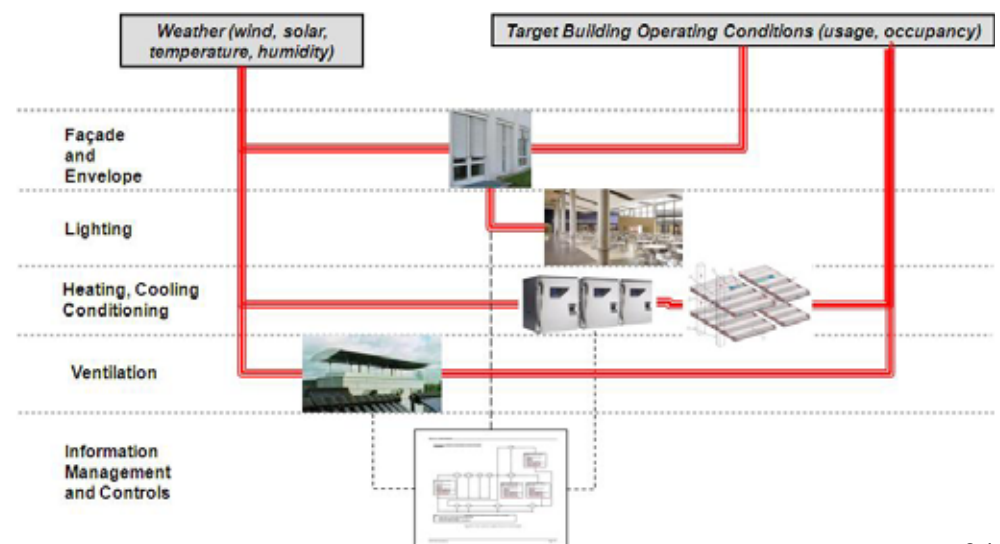 Weather (wind, solar,
temperature, humidity)
Target Building Operating Conditions (usage, occupancy)
Façade
and
Envelope
Lighting
Heating, Cooling
Conditioning
Ventilation
Information
Management
and Controls